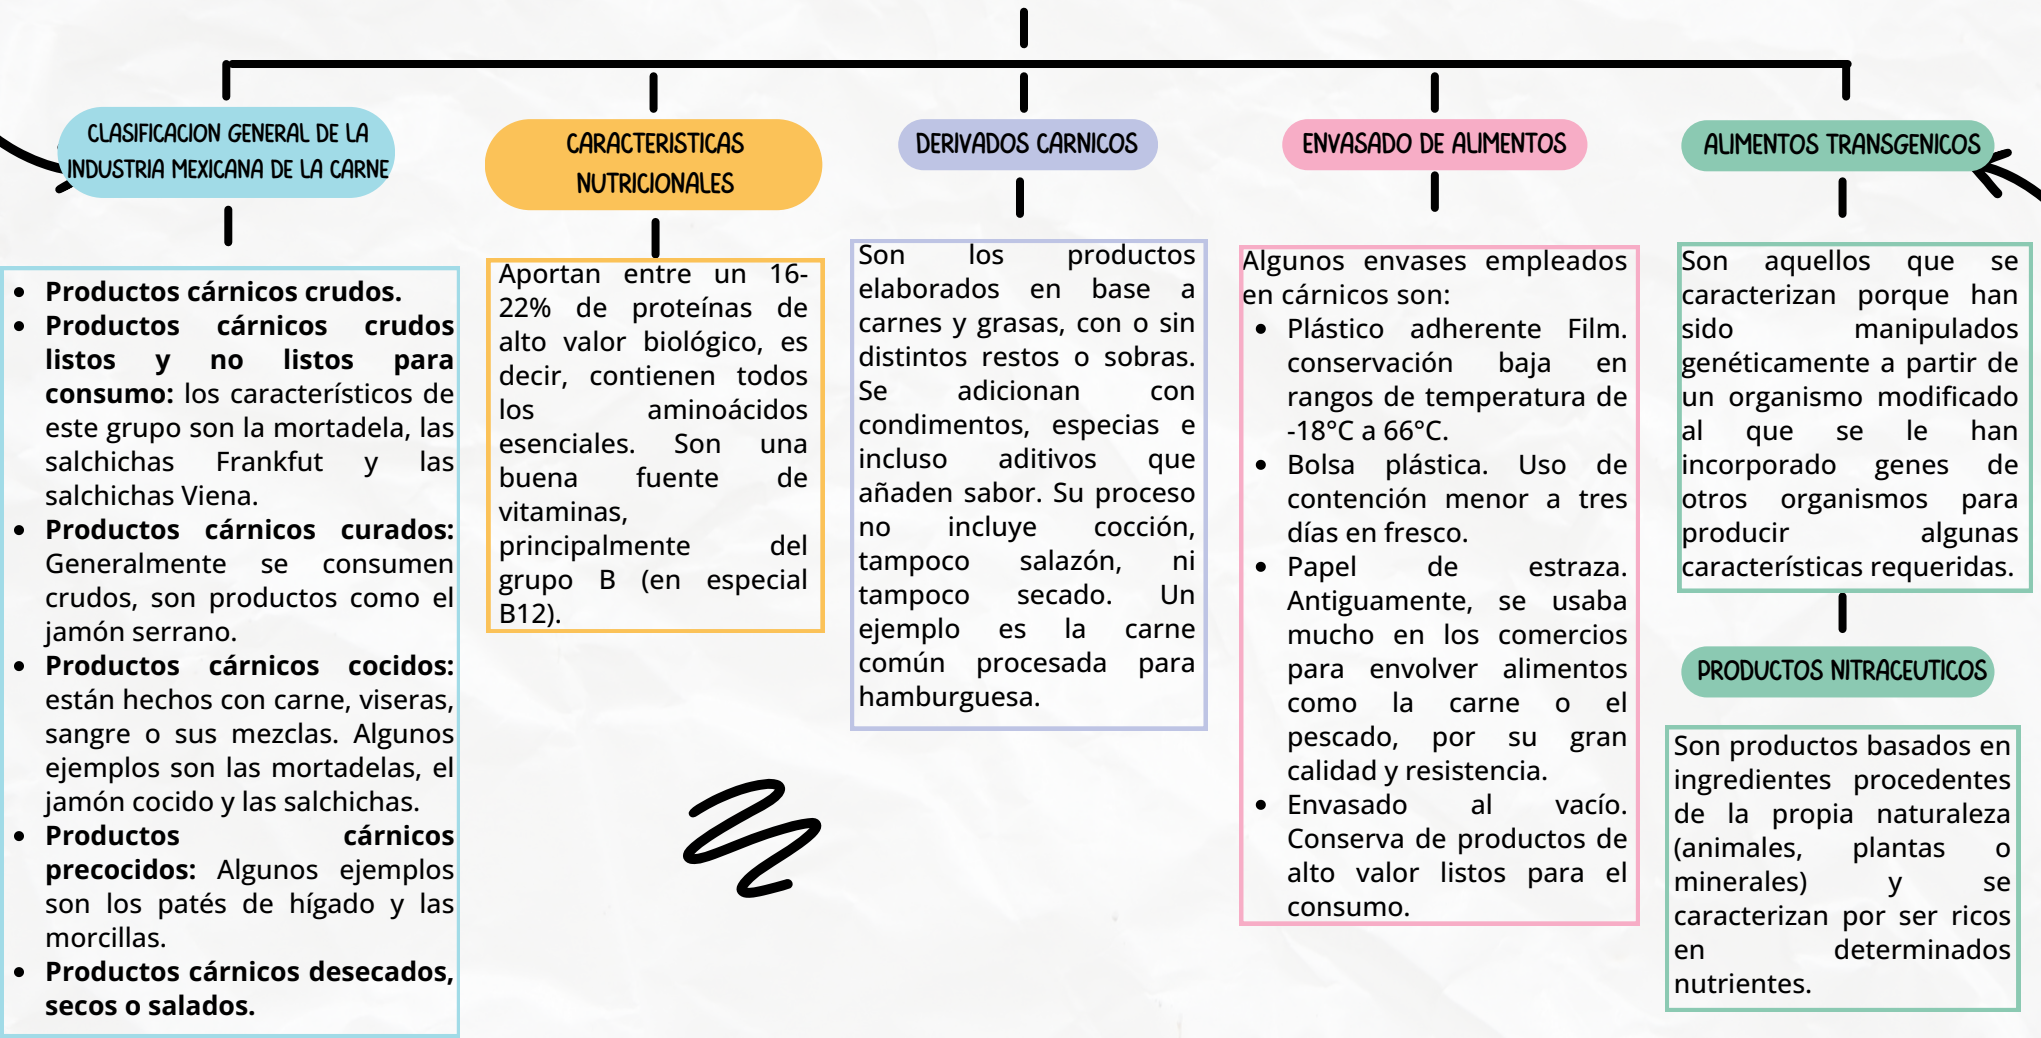 CLASIFICACION GENERAL DE LA
INDUSTRIA MEXICANA DE LA CARNE
• Productos cárnicos crudos.
• Productos cárnicos crudos
listos y no listos para
consumo: los característicos de
este grupo son la mortadela, las
salchichas Frankfut y las
salchichas Viena.
• Productos cárnicos curados:
Generalmente se consumen
crudos, son productos como el
jamón serrano.
• Productos cárnicos cocidos:
están hechos con carne, viseras,
sangre o sus mezclas. Algunos
ejemplos son las mortadelas, el
jamón cocido y las salchichas.
• Productos cárnicos
precocidos: Algunos ejemplos
son los patés de hígado y las
morcillas.
• Productos cárnicos desecados,
secos o salados.
CARACTERISTICAS
NUTRICIONALES
Aportan entre un 16-
22% de proteínas de
alto valor biológico, es
decir, contienen todos
los aminoácidos
esenciales. Son una
buena fuente de
vitaminas,
principalmente del
grupo B (en especial
B12).
DERIVADOS CARNICOS
Son los productos
elaborados en base a
carnes y grasas, con o sin
distintos restos o sobras.
Se adicionan con
condimentos, especias e
incluso aditivos que
añaden sabor. Su proceso
no incluye cocción,
tampoco salazón, ni
tampoco secado. Un
ejemplo es la carne
común procesada para
hamburguesa.
ENVASADO DE ALIMENTOS
Algunos envases empleados
en cárnicos son:
• Plástico adherente Film.
conservación baja en
rangos de temperatura de
-18°C a 66°C.
• Bolsa plástica. Uso de
contención menor a tres
días en fresco.
• Papel de estraza.
Antiguamente, se usaba
mucho en los comercios
para envolver alimentos
como la carne o el
pescado, por su gran
calidad y resistencia.
• Envasado al vacío.
Conserva de productos de
alto valor listos para el
consumo.
ALIMENTOS TRANSGENICOS
Son aquellos que se
caracterizan porque han
sido manipulados
genéticamente a partir de
un organismo modificado
al que se le han
incorporado genes de
otros organismos para
producir algunas
características requeridas.
PRODUCTOS NITRACEUTICOS
Son productos basados en
ingredientes procedentes
de la propia naturaleza
(animales, plantas o
minerales) y se
caracterizan por ser ricos
en determinados
nutrientes.